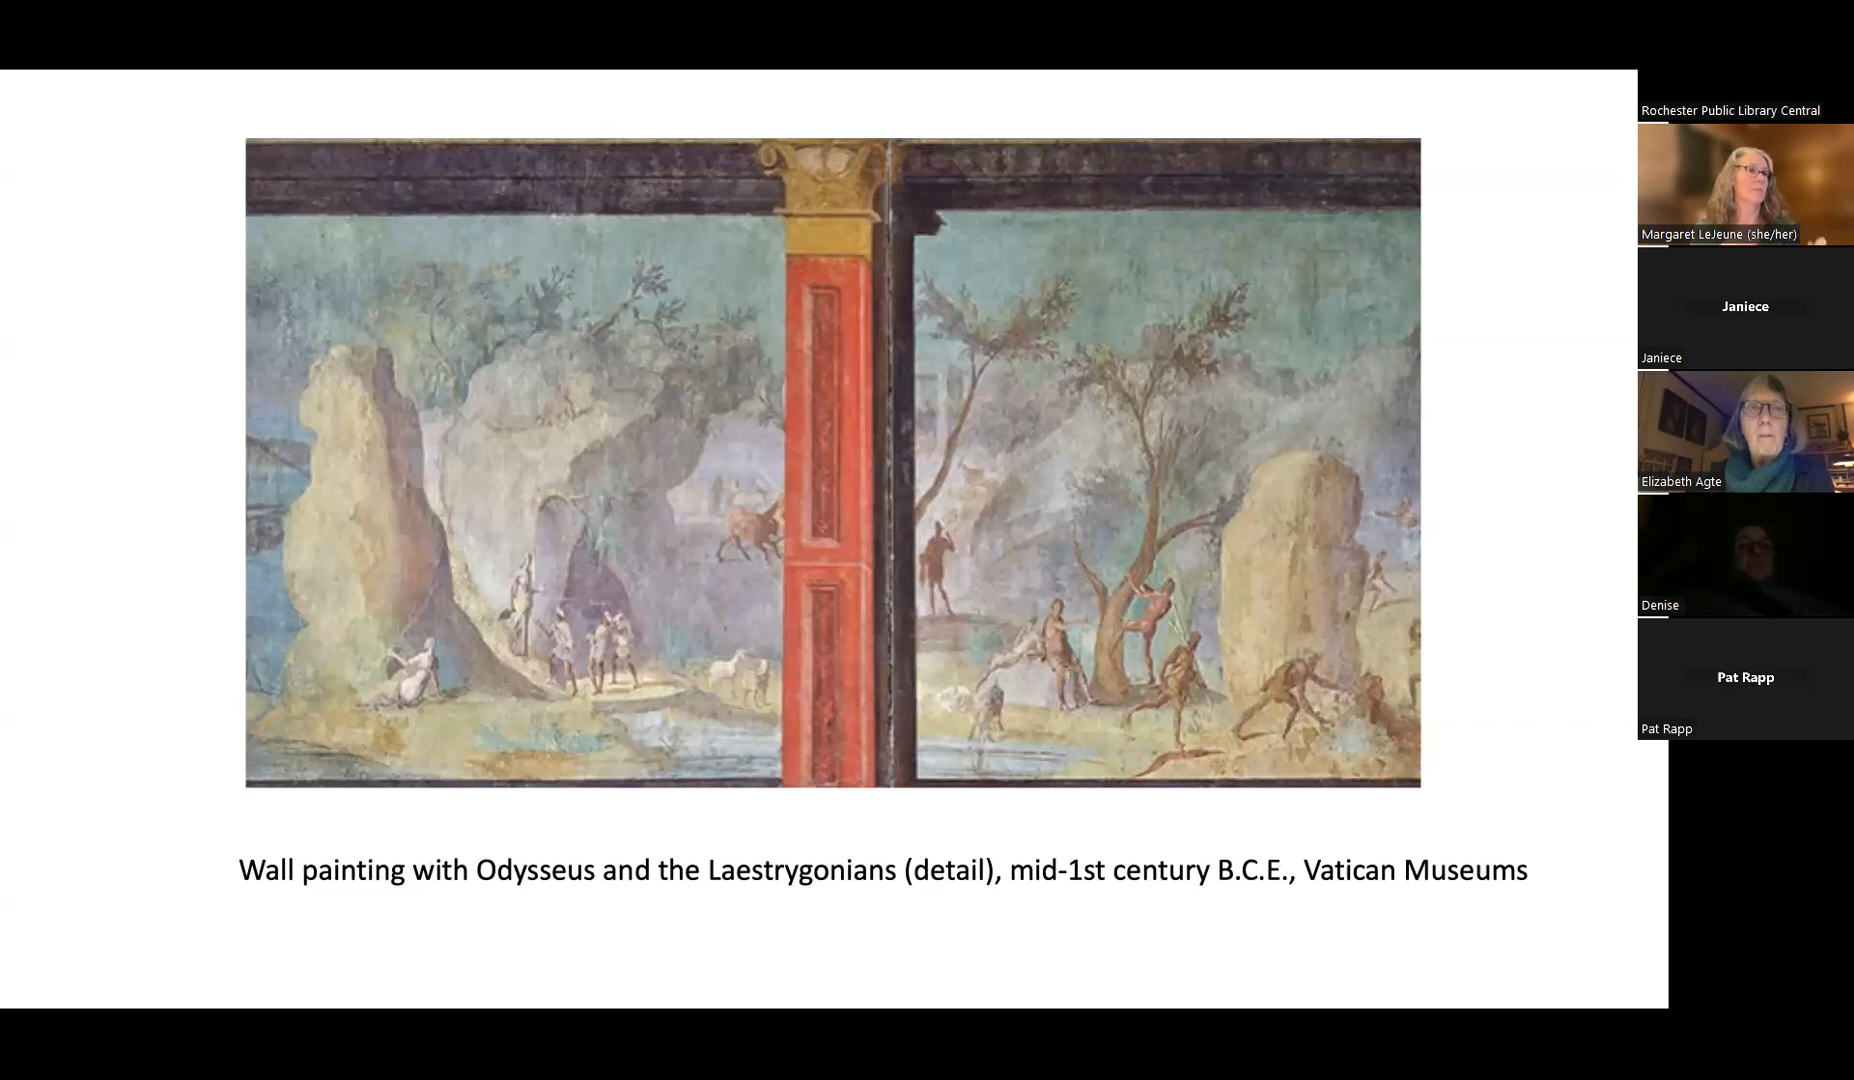 Rochester Public Library Central
Margaret LeJeune (she/her)
Janiece
Janiece
Elizabeth Agte
Denise
Pat Rapp
Pat Rapp
Wall painting with Odysseus and the Laestrygonians (detail), mid-1st century B.C.E., Vatican Museums